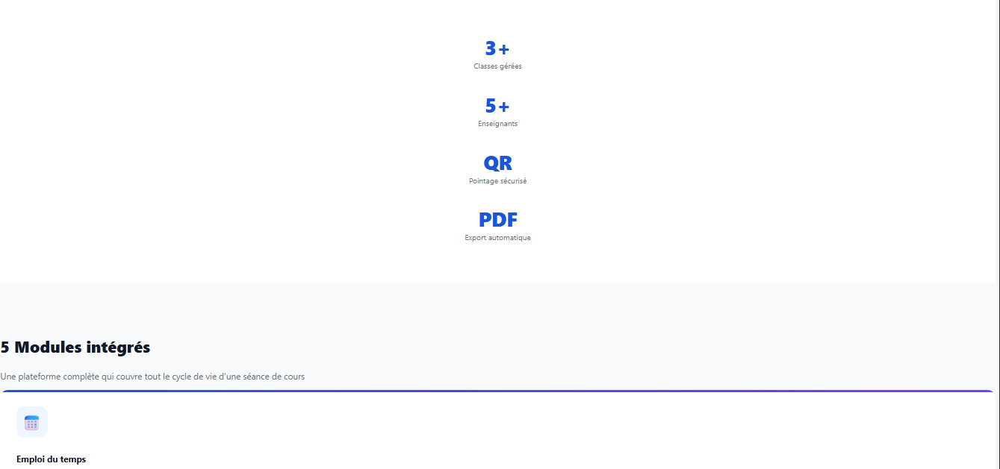 3+
Classes gérées
5+
Enseignants
QR
Pointage sécurisé
PDF
Export automatique
5 Modules intégrés
Une plateforme complète qui couvre tout le cycle de vie d'une séance de cours
Emploi du temps